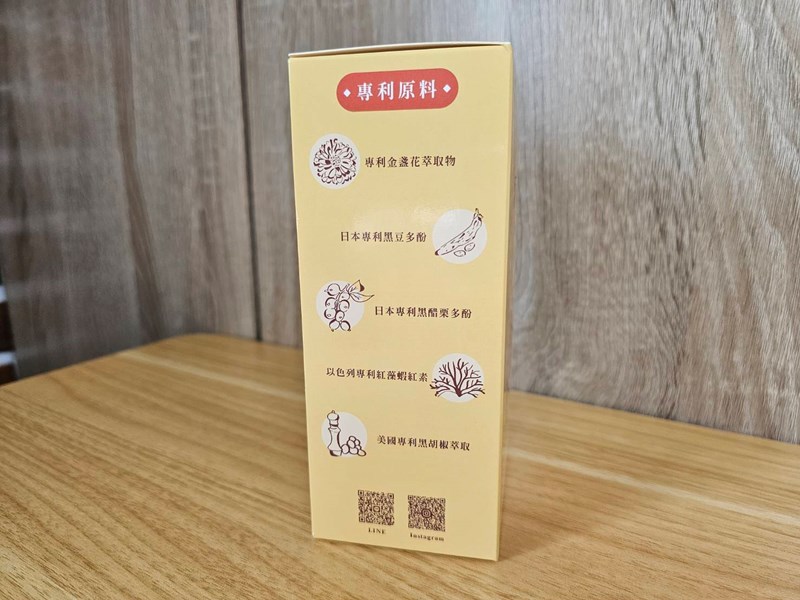 專利原料
專利金盞花萃取物
日本專利黑豆多酚
日本專利黑醋栗多酚
以色列專利紅藻蝦紅素
美國專利黑胡椒萃取
LINE
Instagram